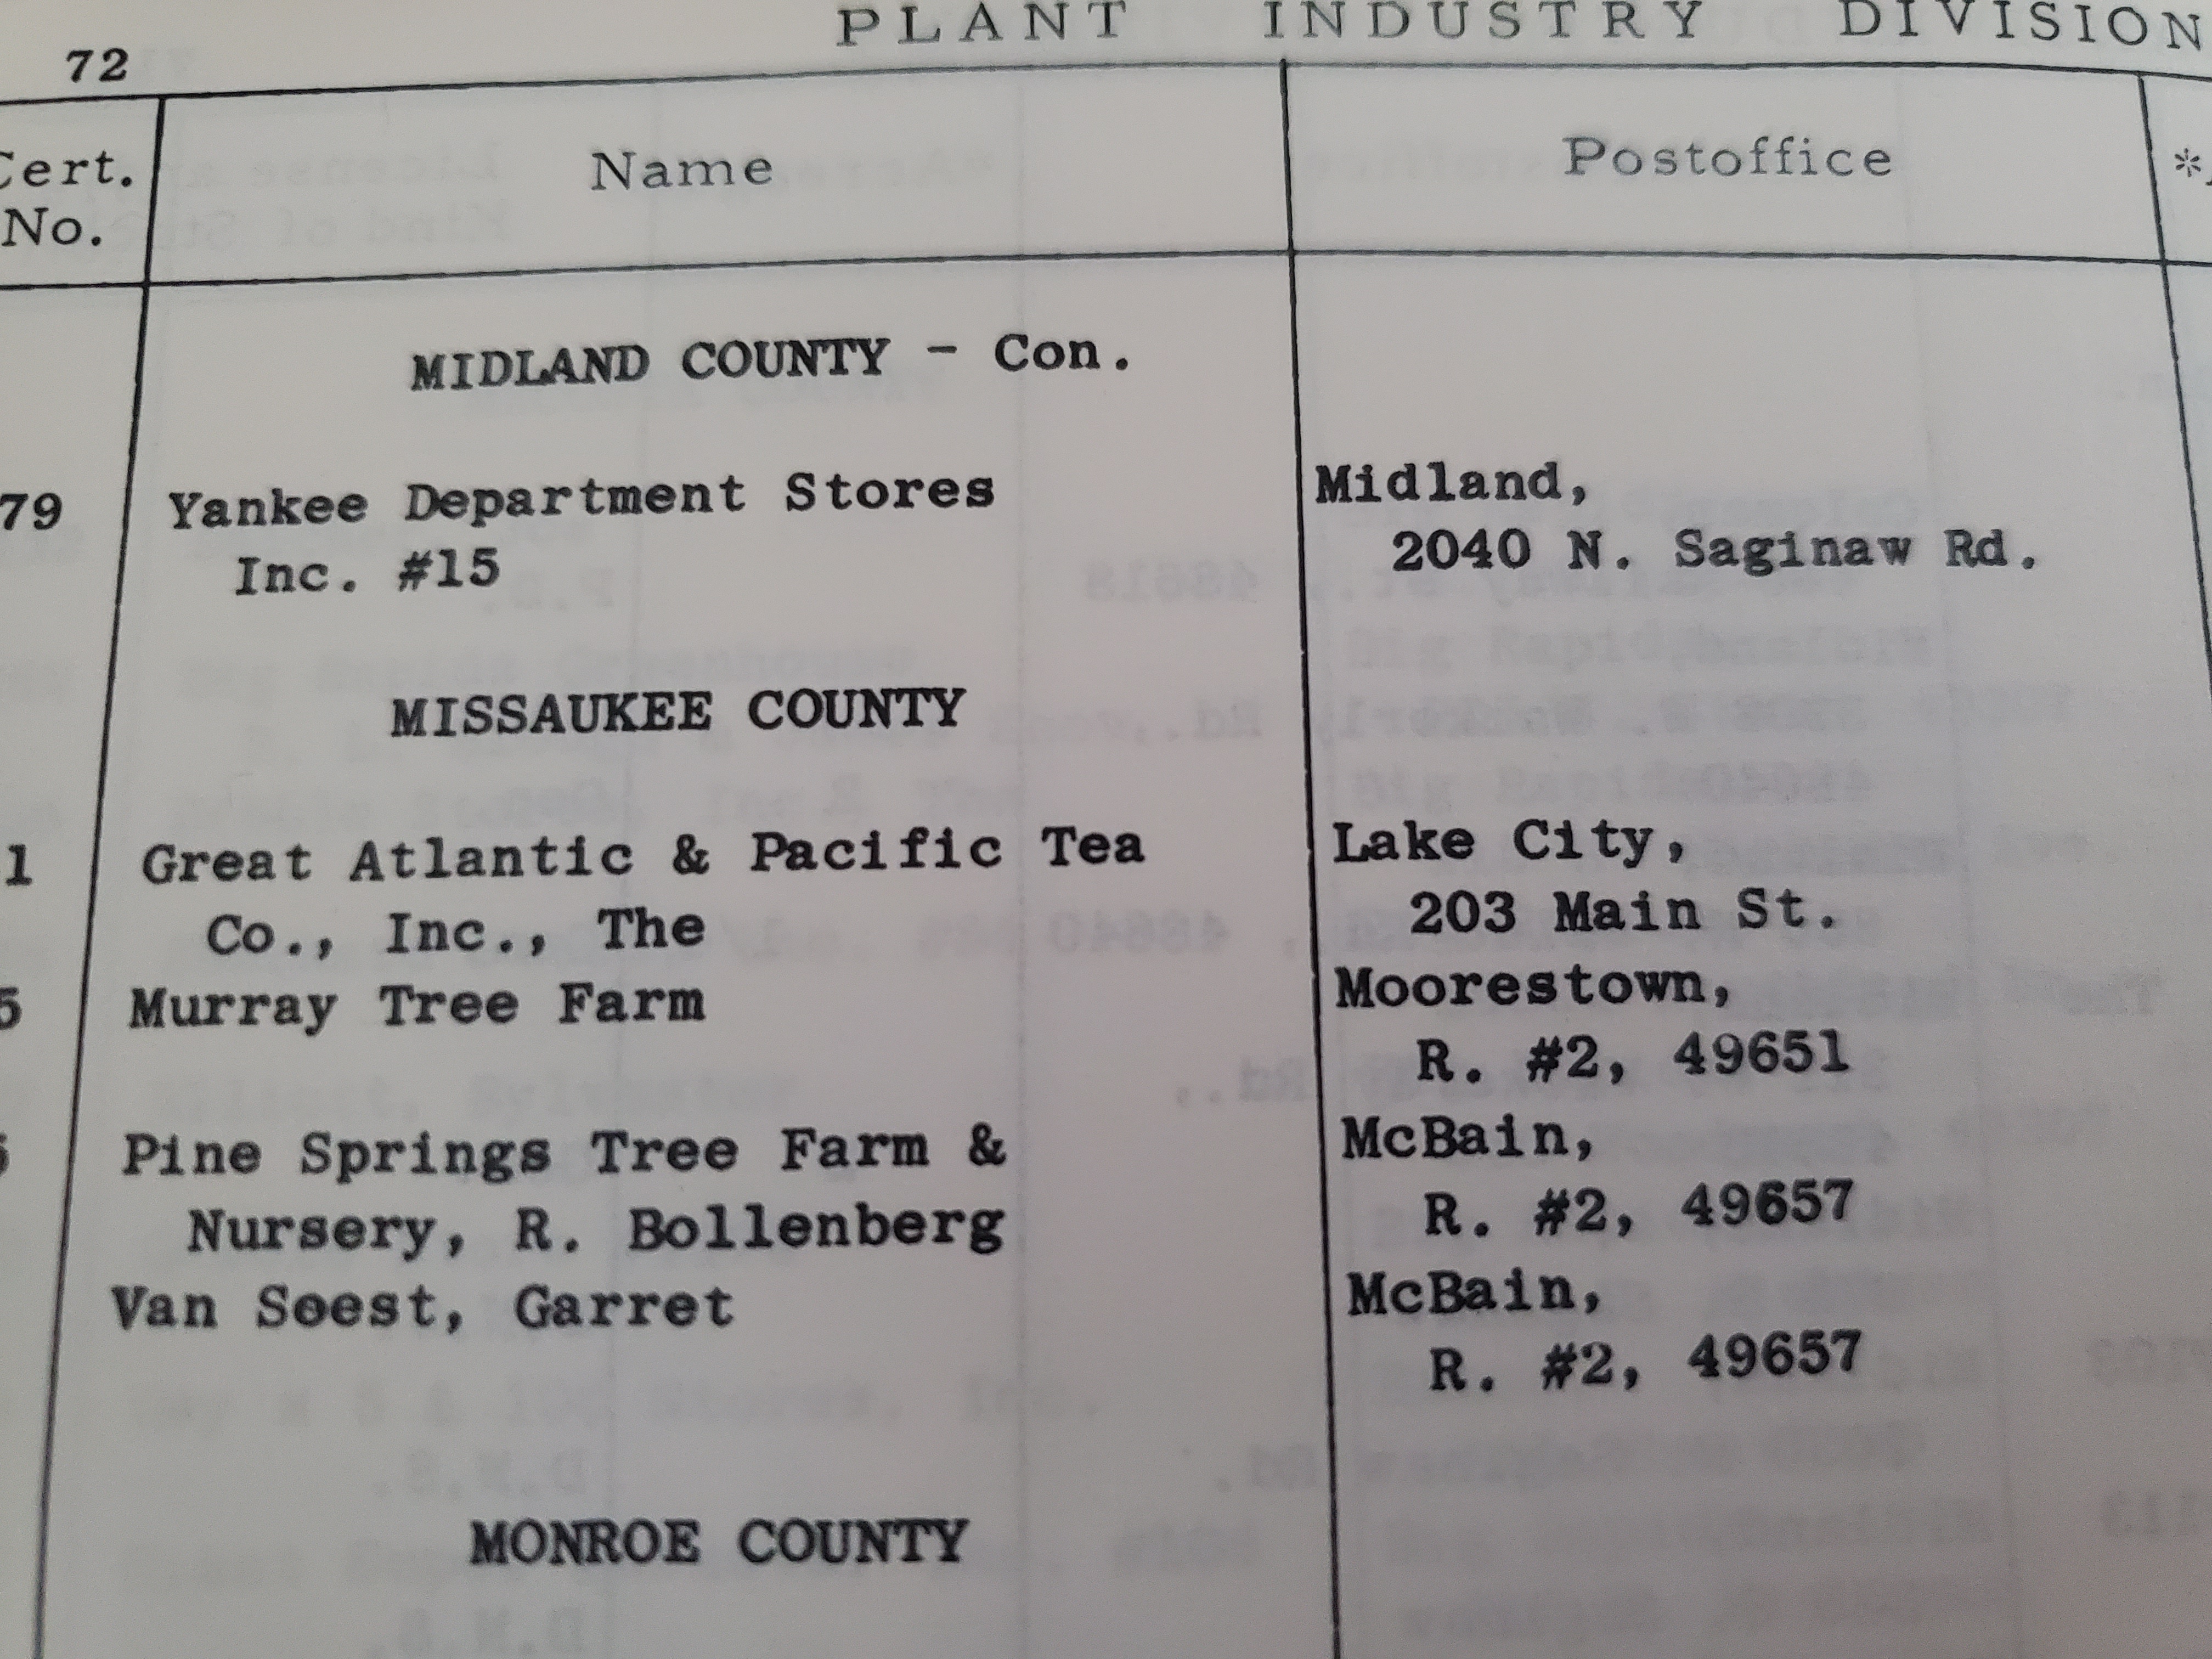 72
PLANT INDUSTRY DIVISION
Cert. No.
Name
Postoffice
MIDLAND COUNTY - Con.
79 Yankee Department Stores Midland,
Inc. #15 2040 N. Saginaw Rd.
MISSAUKEE COUNTY
1 Great Atlantic & Pacific Tea Lake City,
Co., Inc., The 203 Main St.
5 Murray Tree Farm Moorestown,
R. #2, 49651
Pine Springs Tree Farm & McBain,
Nursery, R. Bollenberg R. #2, 49657
Van Soest, Garret McBain,
R. #2, 49657
MONROE COUNTY